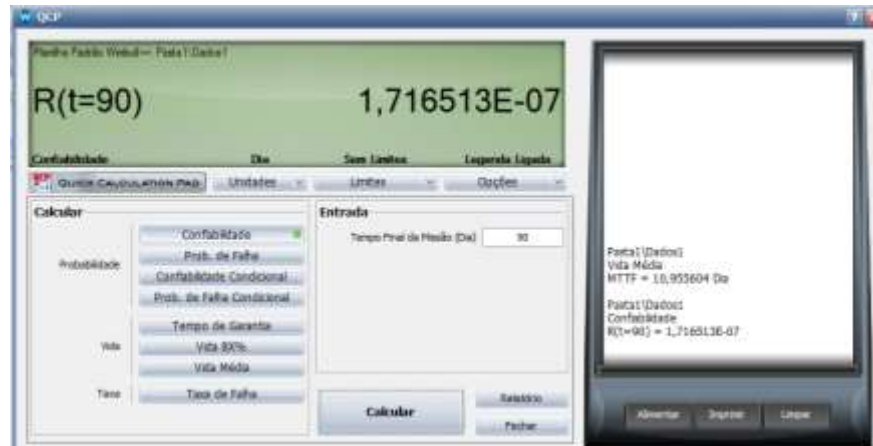 QCP
Planilha Padrão Weibull— Pasta1\Dados1
R(t=90)
1,716513E-07
Confiabilidade
Dia
Sem Limites
Legenda Ligada
QUICK CALCULATION PAD
Unidades
Limites
Opções
Calcular
Probabilidade
Confiabilidade
Prob. de Falha
Confiabilidade Condicional
Prob. de Falha Condicional
Vida
Tempo de Garantia
Vida BX%
Vida Média
Taxa
Taxa de Falha
Entrada
Tempo Final da Missão (Dia)
90
Calcular
Relatório
Fechar
Pasta1\Dados1
Vida Média
MTTF = 10,955604 Dia
Pasta1\Dados1
Confiabilidade
R(t=90) = 1,716513E-07
Alimentar
Imprimir
Limpar